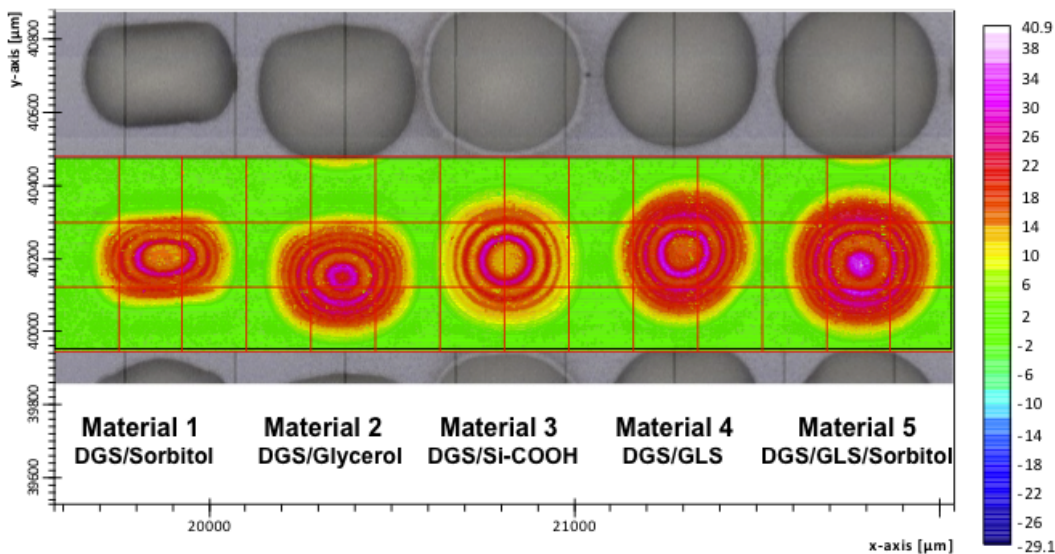 y-axis [µm]
40800
40600
40400
40200
40000
39800
39600
Material 1
DGS/Sorbitol
Material 2
DGS/Glycerol
Material 3
DGS/Si-COOH
Material 4
DGS/GLS
Material 5
DGS/GLS/Sorbitol
20000
21000
x-axis [µm]
40.9
38
34
30
26
22
18
14
10
6
2
-2
-6
-10
-14
-18
-22
-26
-29.1